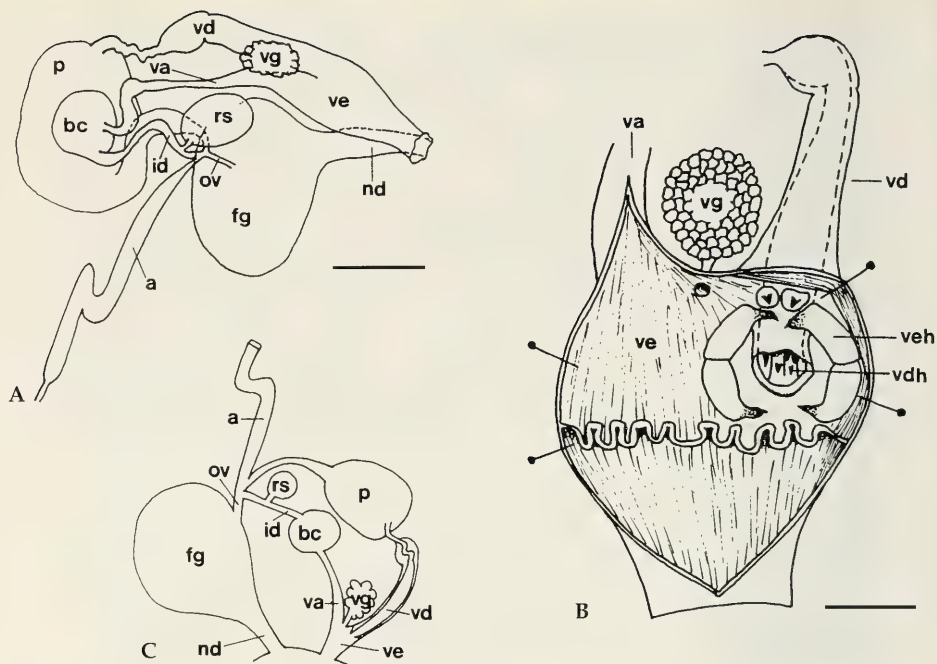 vd
p
va
vg
ve
bc
rs
id
ov
nd
fg
a
A
va
vg
vd
ve
veh
vdh
B
a
ov
rs
p
id
bc
fg
va
vg
vd
nd
ve
C